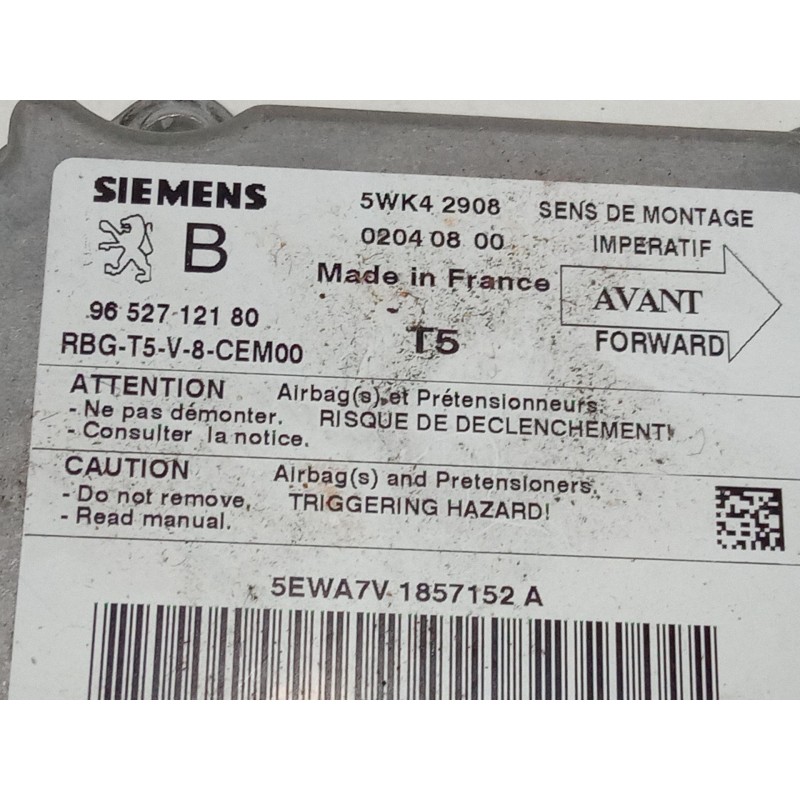 SIEMENS
B
96 527 121 80
RBG-T5-V-8-CEM00
5WK4 2908
0204 08 00
Made in France
T5
SENS DE MONTAGE
IMPERATIF
AVANT
FORWARD
ATTENTION
- Ne pas démonter.
- Consulter la notice.
Airbag(s) et Prétensionneurs.
RISQUE DE DECLENCHEMENT!
CAUTION
- Do not remove.
- Read manual.
Airbag(s) and Pretensioners.
TRIGGERING HAZARD!
5EWA7V 1857152 A